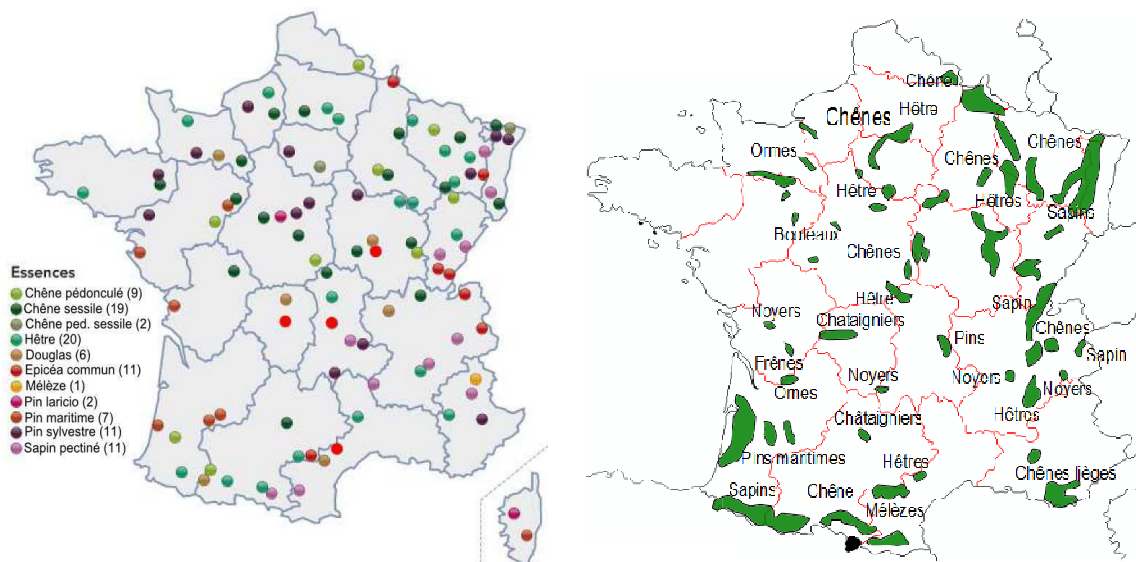 Essences
Chêne pédonculé (9)
Chêne sessile (19)
Chêne ped. sessile (2)
Hêtre (20)
Douglas (6)
Epicéa commun (11)
Mélèze (1)
Pin laricio (2)
Pin maritime (7)
Pin sylvestre (11)
Sapin pectiné (11)
Chêne
Chênes
Hêtre
Ormes
Chênes
Chênes
Hêtre
Hêtres
Sapins
Bouleaux
Chênes
Hêtre
Sapin
Noyers
Chataigniers
Pins
Chênes
Sapin
Frênes
Ormes
Noyers
Noyers
Noyers
Hôtres
Châtaigniers
Pins maritimes
Hêtres
Chênes lièges
Sapins
Chêne
Mélèzes